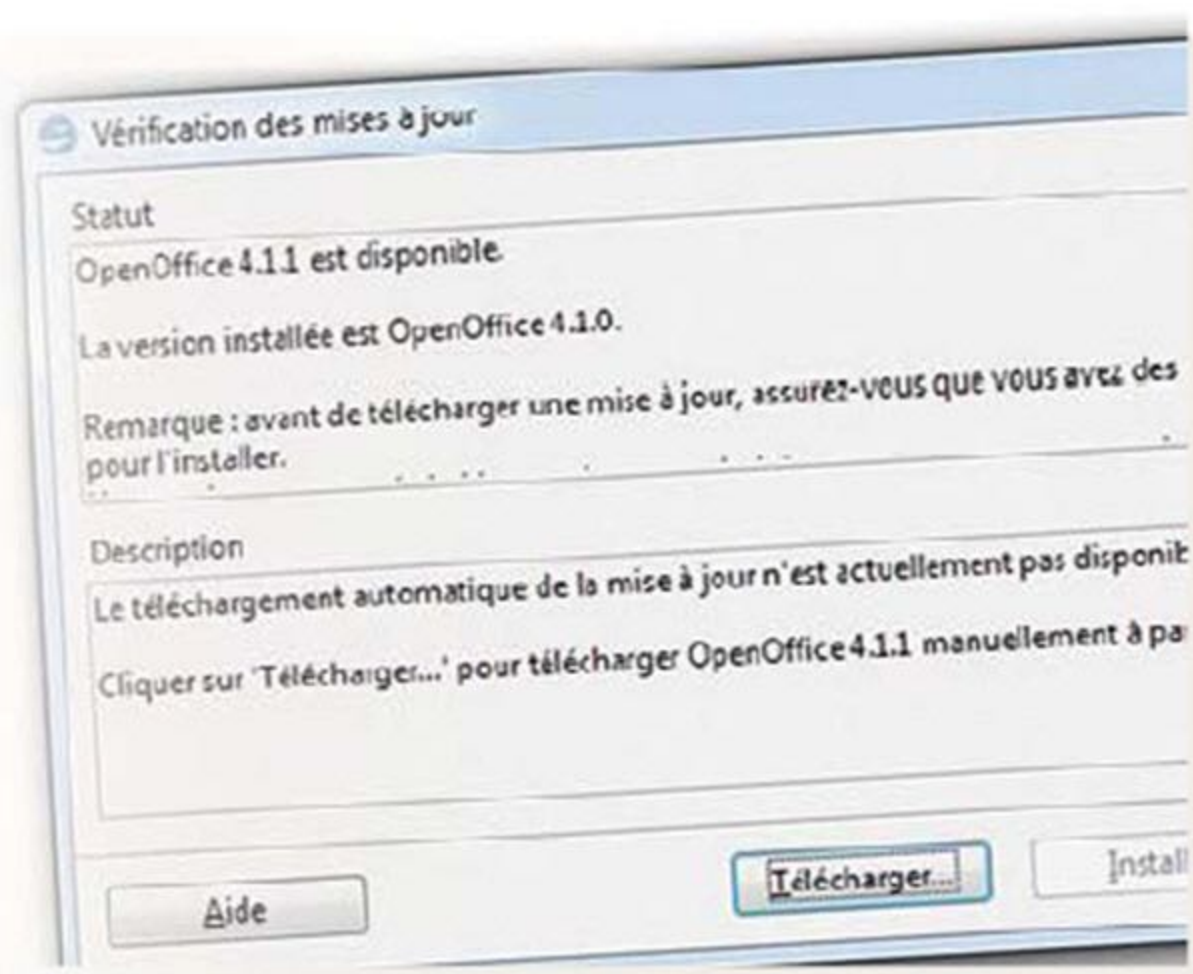 Vérification des mises à jour
Statut
OpenOffice 4.1.1 est disponible.
La version installée est OpenOffice 4.1.0.
Remarque : avant de télécharger une mise à jour, assurez-vous que vous avez des
pour l'installer.
Description
Le téléchargement automatique de la mise à jour n'est actuellement pas disponib
Cliquer sur 'Télécharger...' pour télécharger OpenOffice 4.1.1 manuellement à pa
Aide
Télécharger...
Install